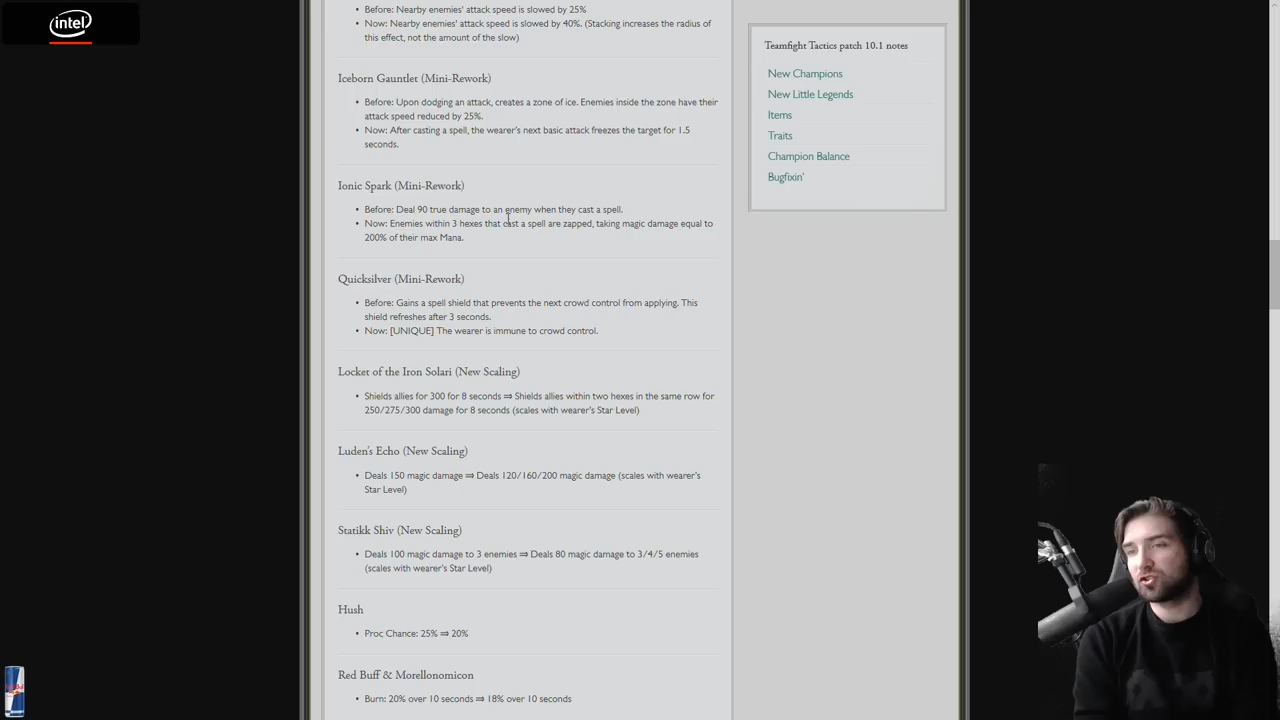 intel
Before: Nearby enemies' attack speed is slowed by 25%
Now: Nearby enemies' attack speed is slowed by 40%. (Stacking increases the radius of
this effect, not the amount of the slow)
Iceborn Gauntlet (Mini-Rework)
Before: Upon dodging an attack, creates a zone of ice. Enemies inside the zone have their
attack speed reduced by 25%.
Now: After casting a spell, the wearer's next basic attack freezes the target for 1.5
seconds.
Ionic Spark (Mini-Rework)
Before: Deal 90 true damage to an enemy when they cast a spell.
Now: Enemies within 3 hexes that cast a spell are zapped, taking magic damage equal to
200% of their max Mana.
Quicksilver (Mini-Rework)
Before: Gains a spell shield that prevents the next crowd control from applying. This
shield refreshes after 3 seconds.
Now: [UNIQUE] The wearer is immune to crowd control.
Locket of the Iron Solari (New Scaling)
Shields allies for 300 for 8 seconds ⇒ Shields allies within two hexes in the same row for
250/275/300 damage for 8 seconds (scales with wearer's Star Level)
Luden's Echo (New Scaling)
Deals 150 magic damage ⇒ Deals 120/160/200 magic damage (scales with wearer's
Star Level)
Statikk Shiv (New Scaling)
Deals 100 magic damage to 3 enemies ⇒ Deals 80 magic damage to 3/4/5 enemies
(scales with wearer's Star Level)
Hush
Proc Chance: 25% ⇒ 20%
Red Buff & Morellonomicon
Burn: 20% over 10 seconds ⇒ 18% over 10 seconds
Teamfight Tactics patch 10.1 notes
New Champions
New Little Legends
Items
Traits
Champion Balance
Bugfixin'